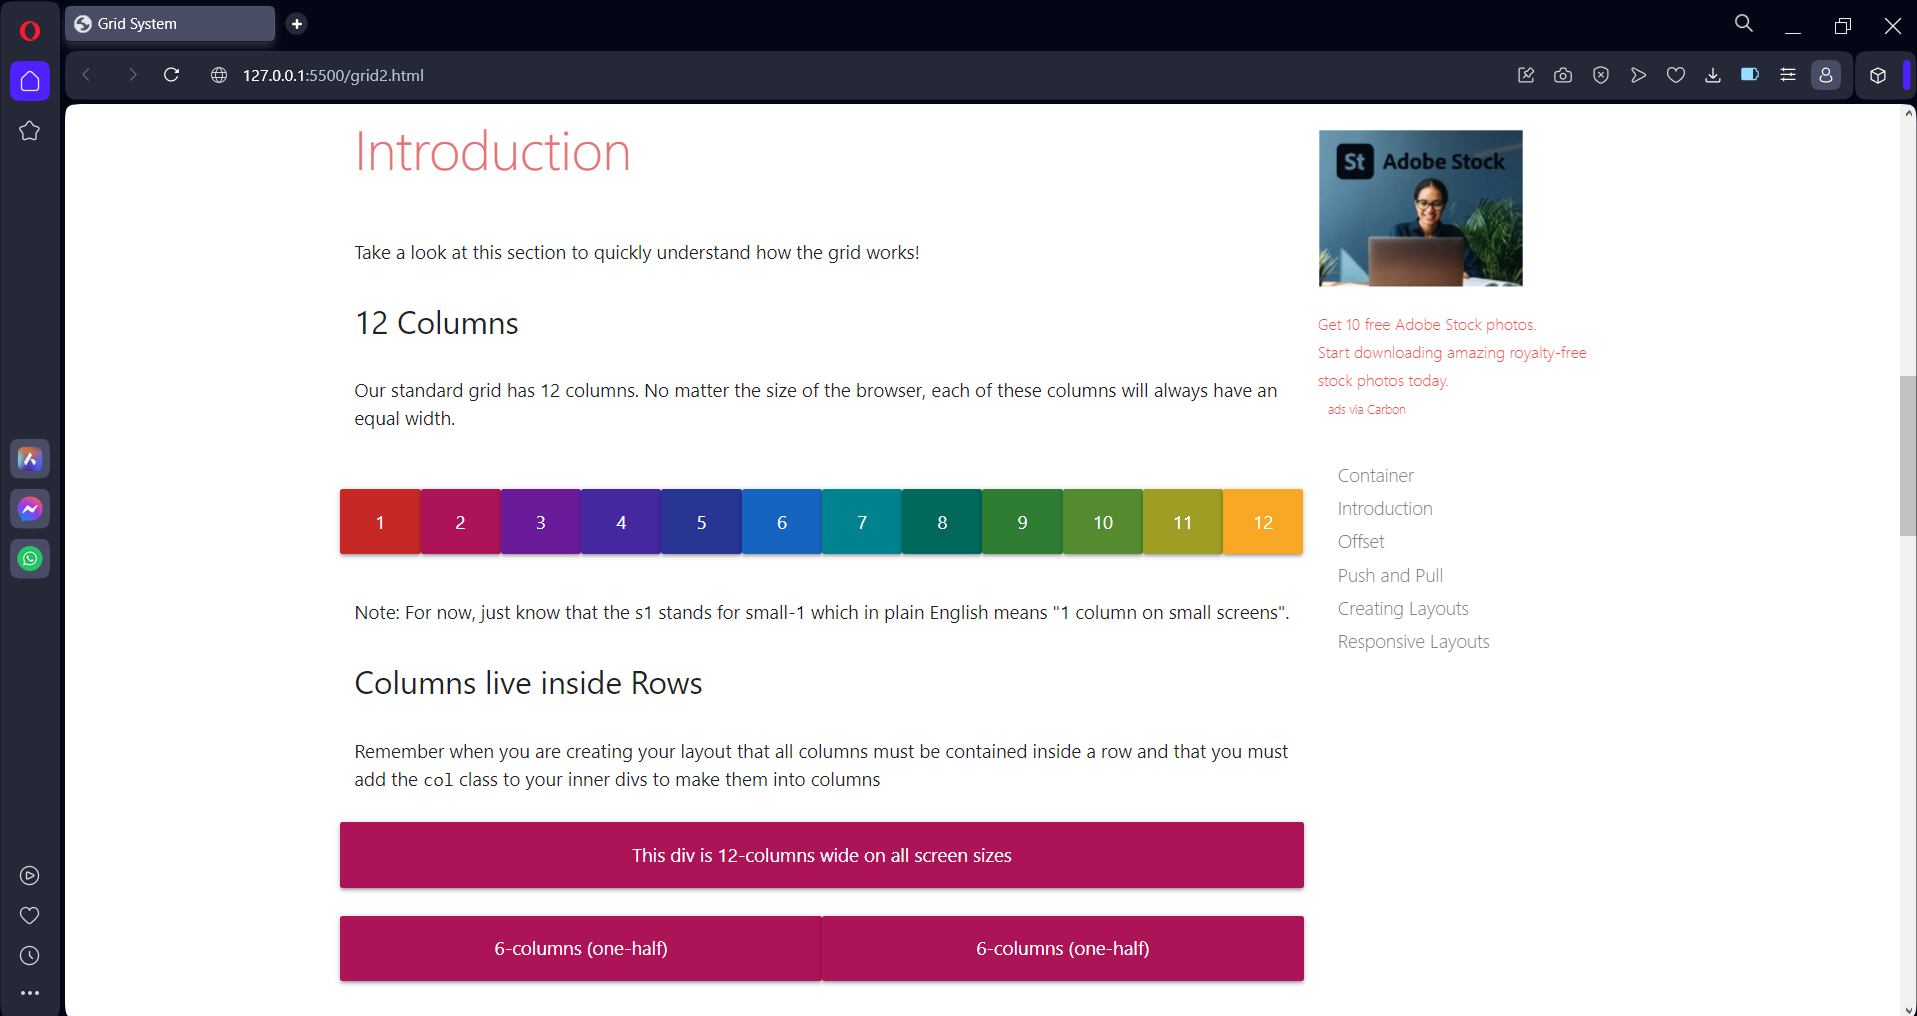 Grid System
127.0.0.1:5500/grid2.html
Introduction
Take a look at this section to quickly understand how the grid works!
12 Columns
Our standard grid has 12 columns. No matter the size of the browser, each of these columns will always have an
equal width.
1 2 3 4 5 6 7 8 9 10 11 12
Note: For now, just know that the s1 stands for small-1 which in plain English means "1 column on small screens".
Columns live inside Rows
Remember when you are creating your layout that all columns must be contained inside a row and that you must
add the col class to your inner divs to make them into columns
This div is 12-columns wide on all screen sizes
6-columns (one-half) 6-columns (one-half)
St Adobe Stock
Get 10 free Adobe Stock photos.
Start downloading amazing royalty-free
stock photos today.
ads via Carbon
Container
Introduction
Offset
Push and Pull
Creating Layouts
Responsive Layouts